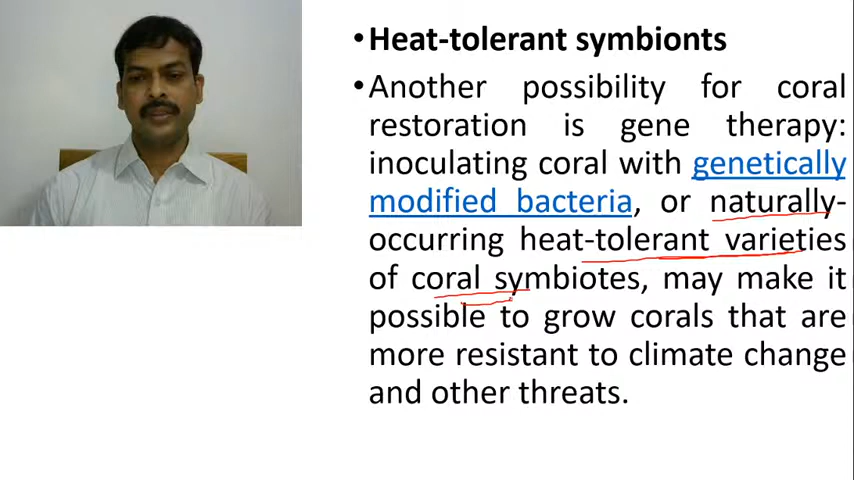 •Heat-tolerant symbionts
•Another possibility for coral
restoration is gene therapy:
inoculating coral with genetically
modified bacteria, or naturally-
occurring heat-tolerant varieties
of coral symbiotes, may make it
possible to grow corals that are
more resistant to climate change
and other threats.